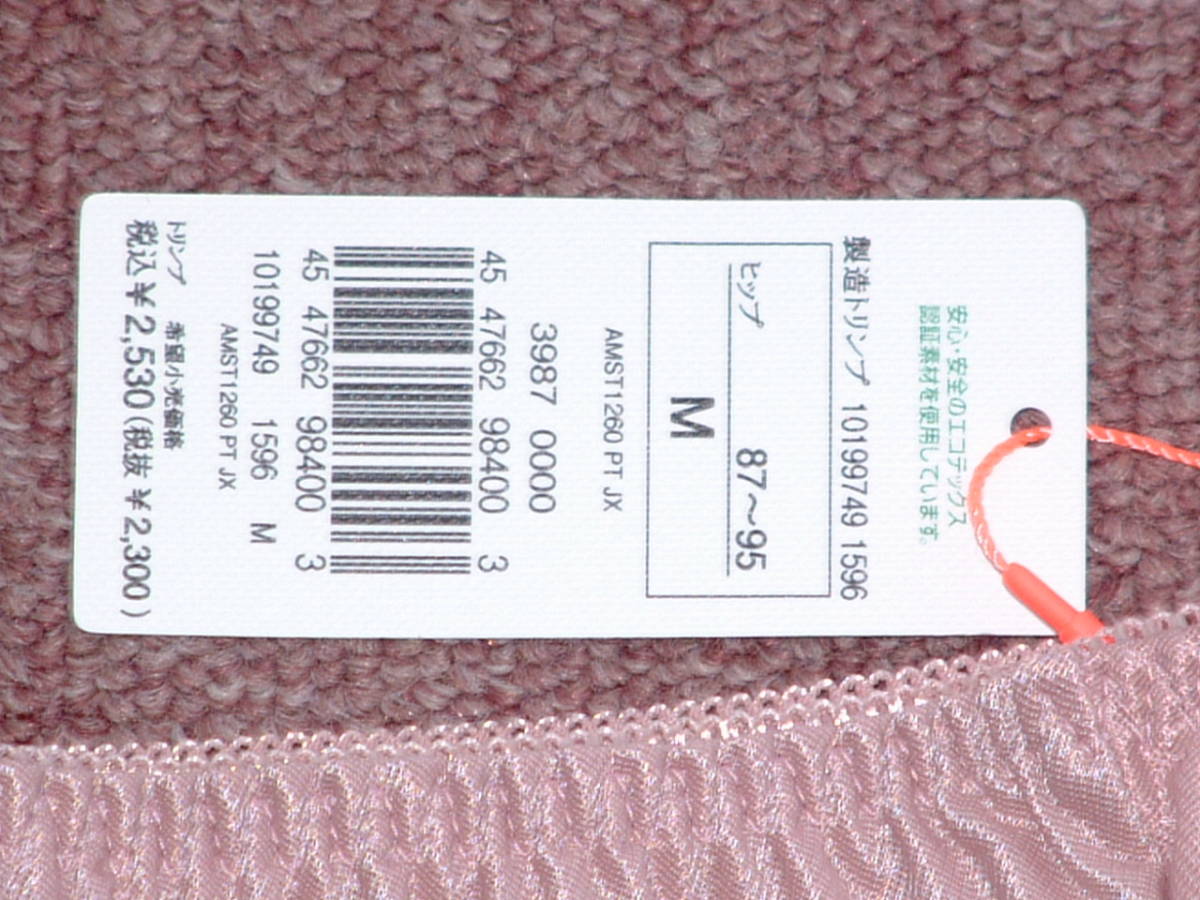 安心・安全のエコテックス
認証素材を使用しています。
製造トリンプ 10199749 1596
ヒップ 87〜95
M
AMST1260 PT JX
3987 0000
45 47662 98400 3
45 47662 98400 3
10199749 1596 M
AMST1260 PT JX
トリンプ 希望小売価格
税込¥2,530(税抜¥2,300)